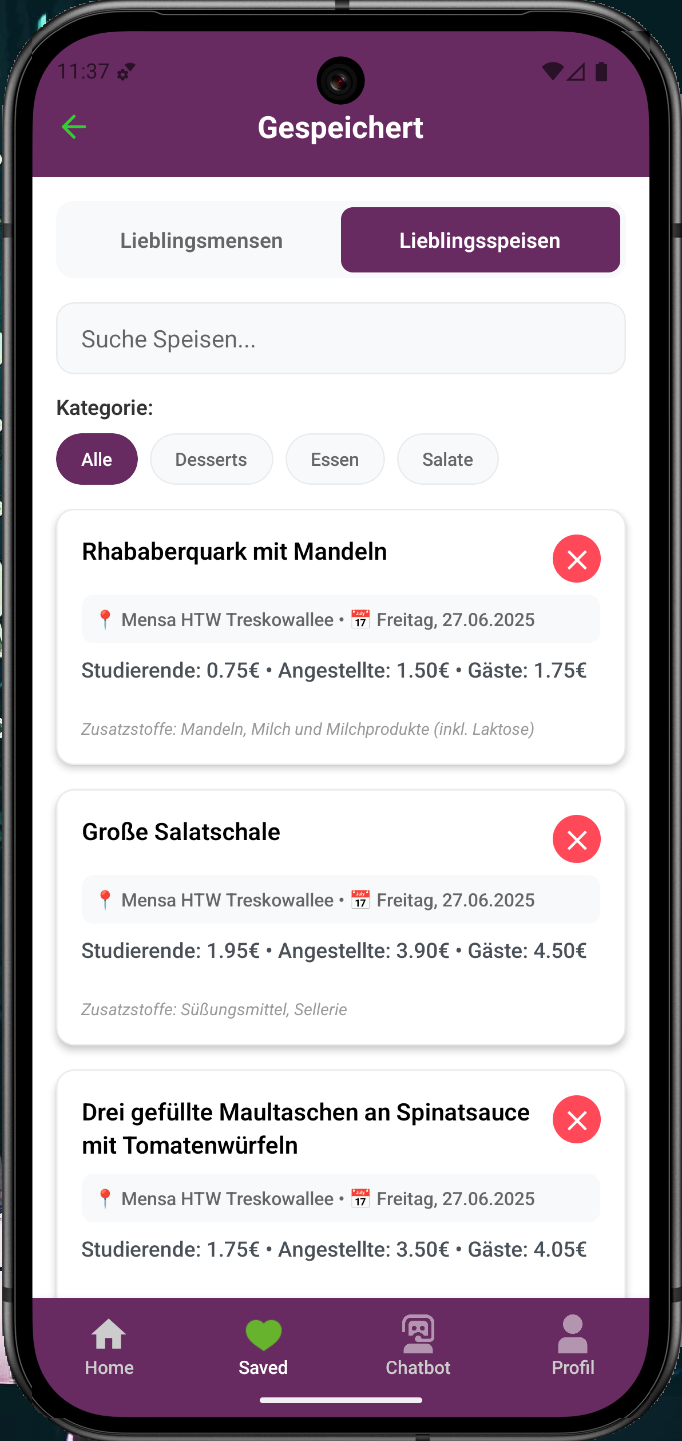 11:37
Gespeichert
Lieblingsmensen
Lieblingsspeisen
Suche Speisen...
Kategorie:
Alle
Desserts
Essen
Salate
Rhababerquark mit Mandeln
📍 Mensa HTW Treskowallee • 📅 Freitag, 27.06.2025
Studierende: 0.75€ • Angestellte: 1.50€ • Gäste: 1.75€
Zusatzstoffe: Mandeln, Milch und Milchprodukte (inkl. Laktose)
Große Salatschale
📍 Mensa HTW Treskowallee • 📅 Freitag, 27.06.2025
Studierende: 1.95€ • Angestellte: 3.90€ • Gäste: 4.50€
Zusatzstoffe: Süßungsmittel, Sellerie
Drei gefüllte Maultaschen an Spinatsauce
mit Tomatenwürfeln
📍 Mensa HTW Treskowallee • 📅 Freitag, 27.06.2025
Studierende: 1.75€ • Angestellte: 3.50€ • Gäste: 4.05€
Home
Saved
Chatbot
Profil